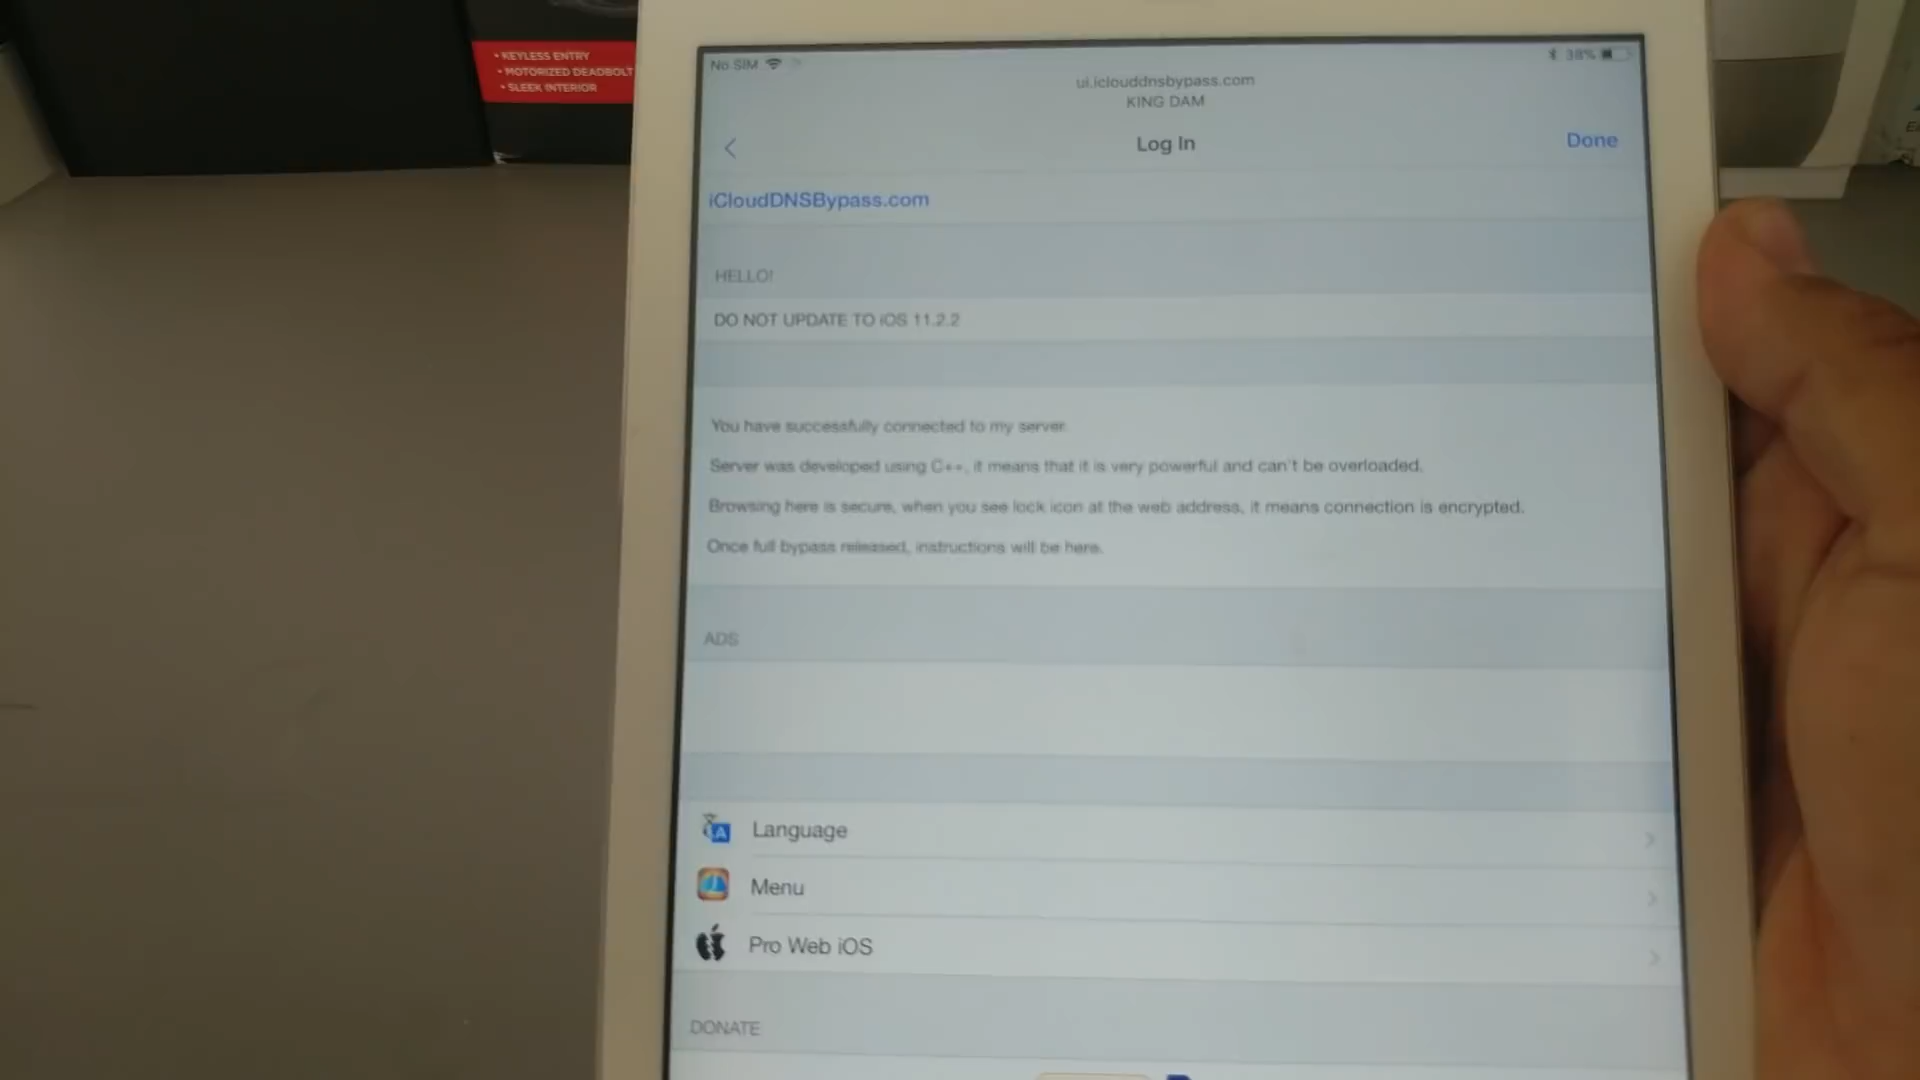 • KEYLESS ENTRY
• MOTORIZED DEADBOLT
• SLEEK INTERIOR
No SIM
38%
ui.iclouddnsbypass.com
KING DAM
Log In
Done
iCloudDNSBypass.com
HELLO!
DO NOT UPDATE TO iOS 11.2.2
You have successfully connected to my server.
Server was developed using C++, it means that it is very powerful and can't be overloaded.
Browsing here is secure, when you see lock icon at the web address, it means connection is encrypted.
Once full bypass released, instructions will be here.
ADS
Language
Menu
Pro Web iOS
DONATE